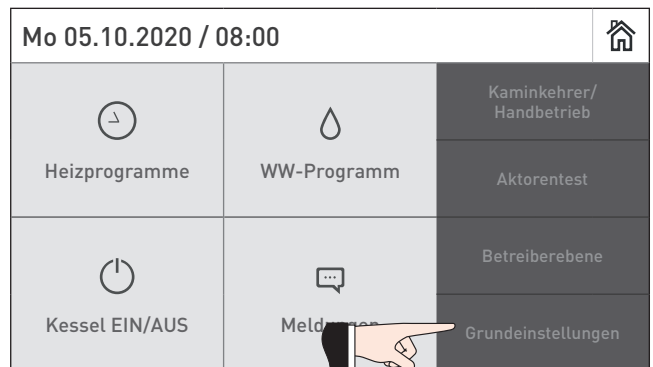 Mo 05.10.2020 / 08:00
Heizprogramme
WW-Programm
Kaminkehrer/
Handbetrieb
Aktorentest
Kessel EIN/AUS
Betreiberebene
Grundeinstellungen